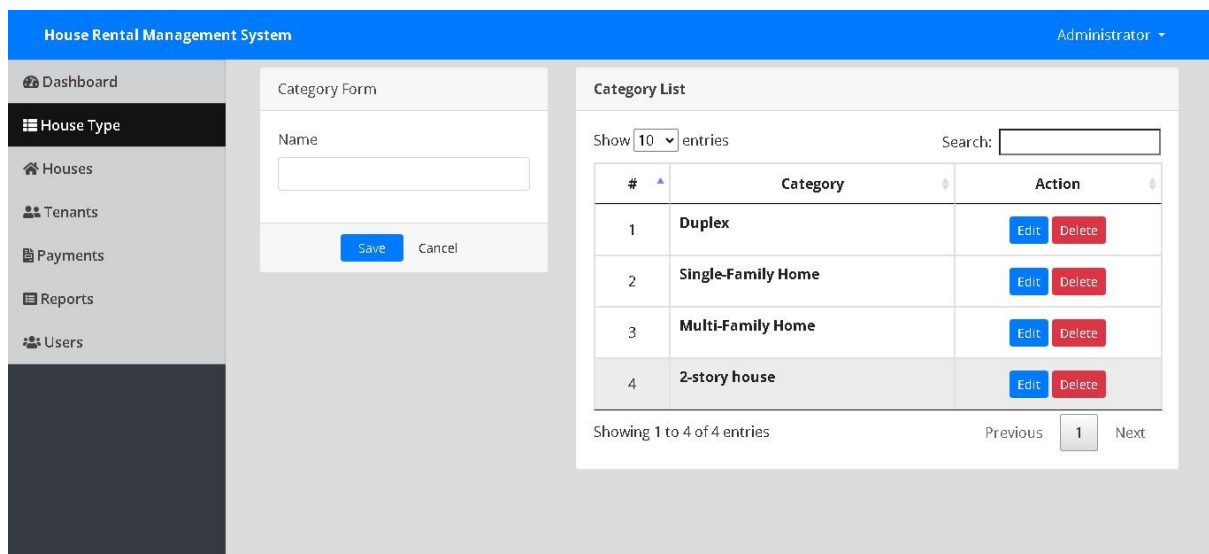 House Rental Management System
Administrator
Dashboard
House Type
Houses
Tenants
Payments
Reports
Users
Category Form
Name
Save Cancel
Category List
Show 10 entries Search:
# Category Action
1 Duplex Edit Delete
2 Single-Family Home Edit Delete
3 Multi-Family Home Edit Delete
4 2-story house Edit Delete
Showing 1 to 4 of 4 entries Previous 1 Next